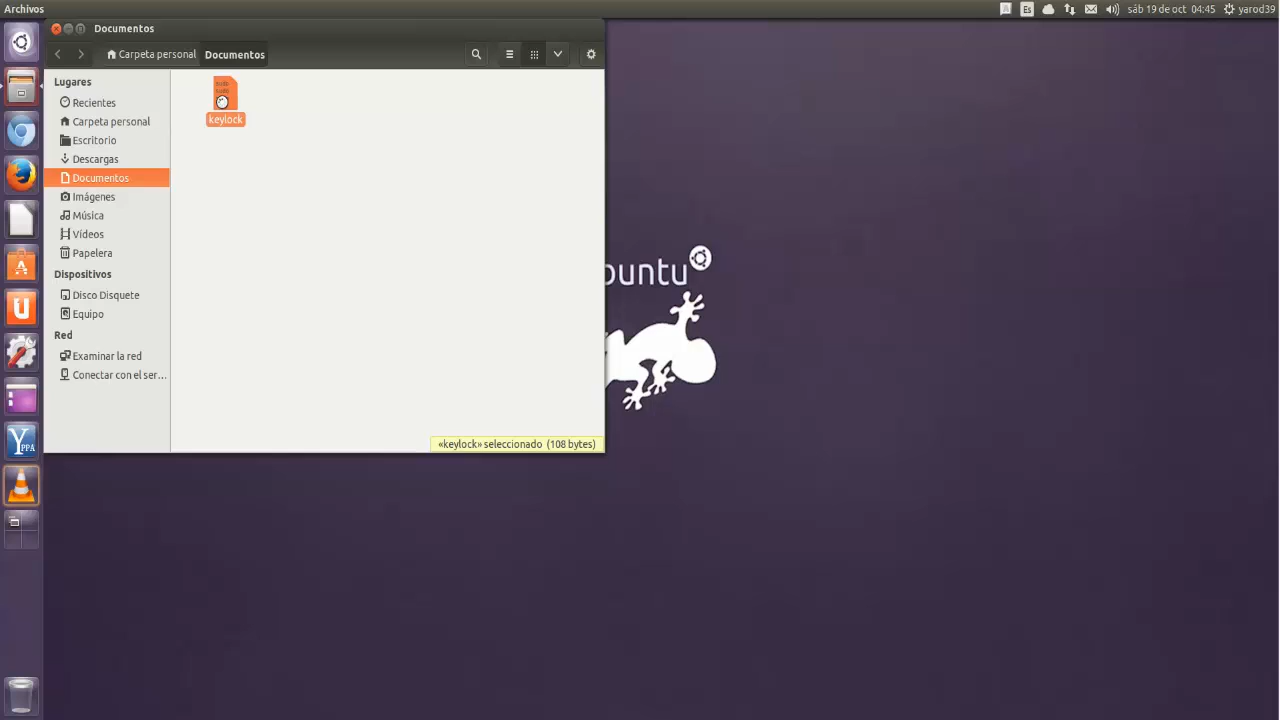 Archivos
Es
sáb 19 de oct 04:45
yarod39
Documentos
Carpeta personal
Documentos
Lugares
Recientes
Carpeta personal
Escritorio
Descargas
Documentos
Imágenes
Música
Vídeos
Papelera
Dispositivos
Disco Disquete
Equipo
Red
Examinar la red
Conectar con el ser...
keylock
«keylock» seleccionado (108 bytes)
buntu
PPA